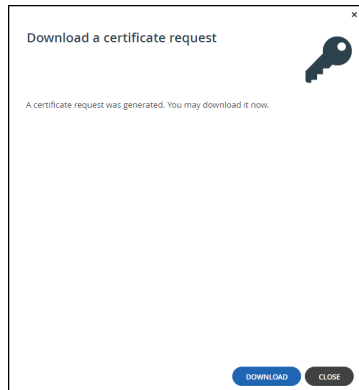 ×
Download a certificate request
A certificate request was generated. You may download it now.
DOWNLOAD
CLOSE